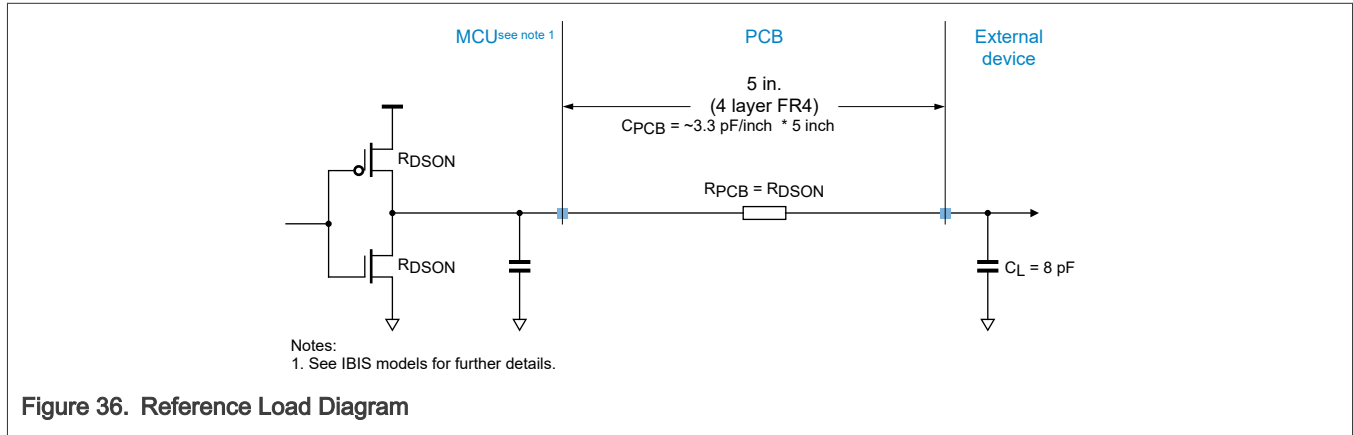 MCUsee note 1
PCB
External
device
5 in.
(4 layer FR4)
CPCB = ~3.3 pF/inch * 5 inch
RDSON
RPCB = RDSON
RDSON
CL = 8 pF
Notes:
1. See IBIS models for further details.
Figure 36. Reference Load Diagram